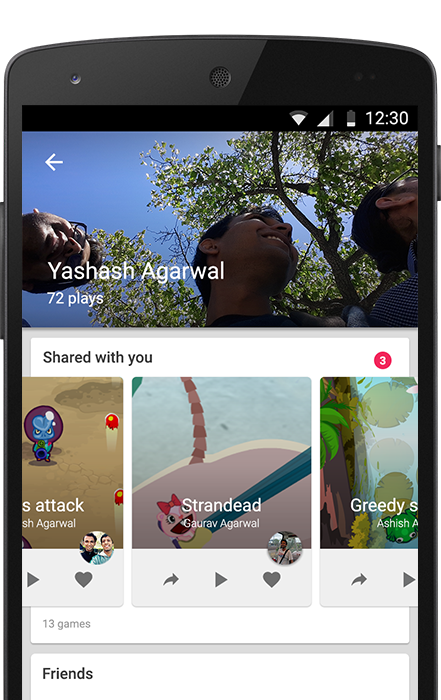 12:30
Yashash Agarwal
72 plays
Shared with you
3
s attack
sh Agarwal
Strandead
Gaurav Agarwal
Greedy s
Ashish A
13 games
Friends